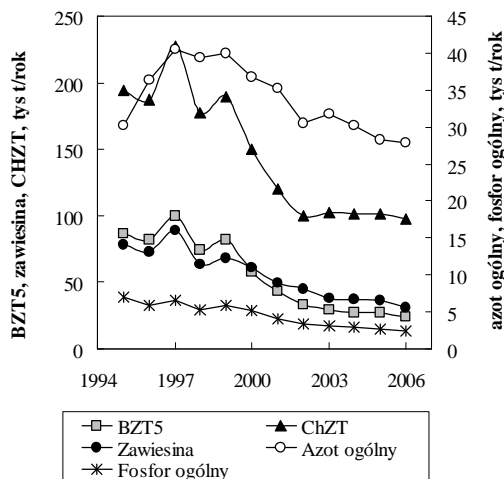 BZT5, zawiesina, CHZT, tys t/rok
250
200
150
100
50
0
45
40
35
30
25
20
15
10
5
0
azot ogólny, fosfor ogólny, tys t/rok
1994 1997 2000 2003 2006
BZT5 ChZT
Zawiesina Azot ogólny
Fosfor ogólny